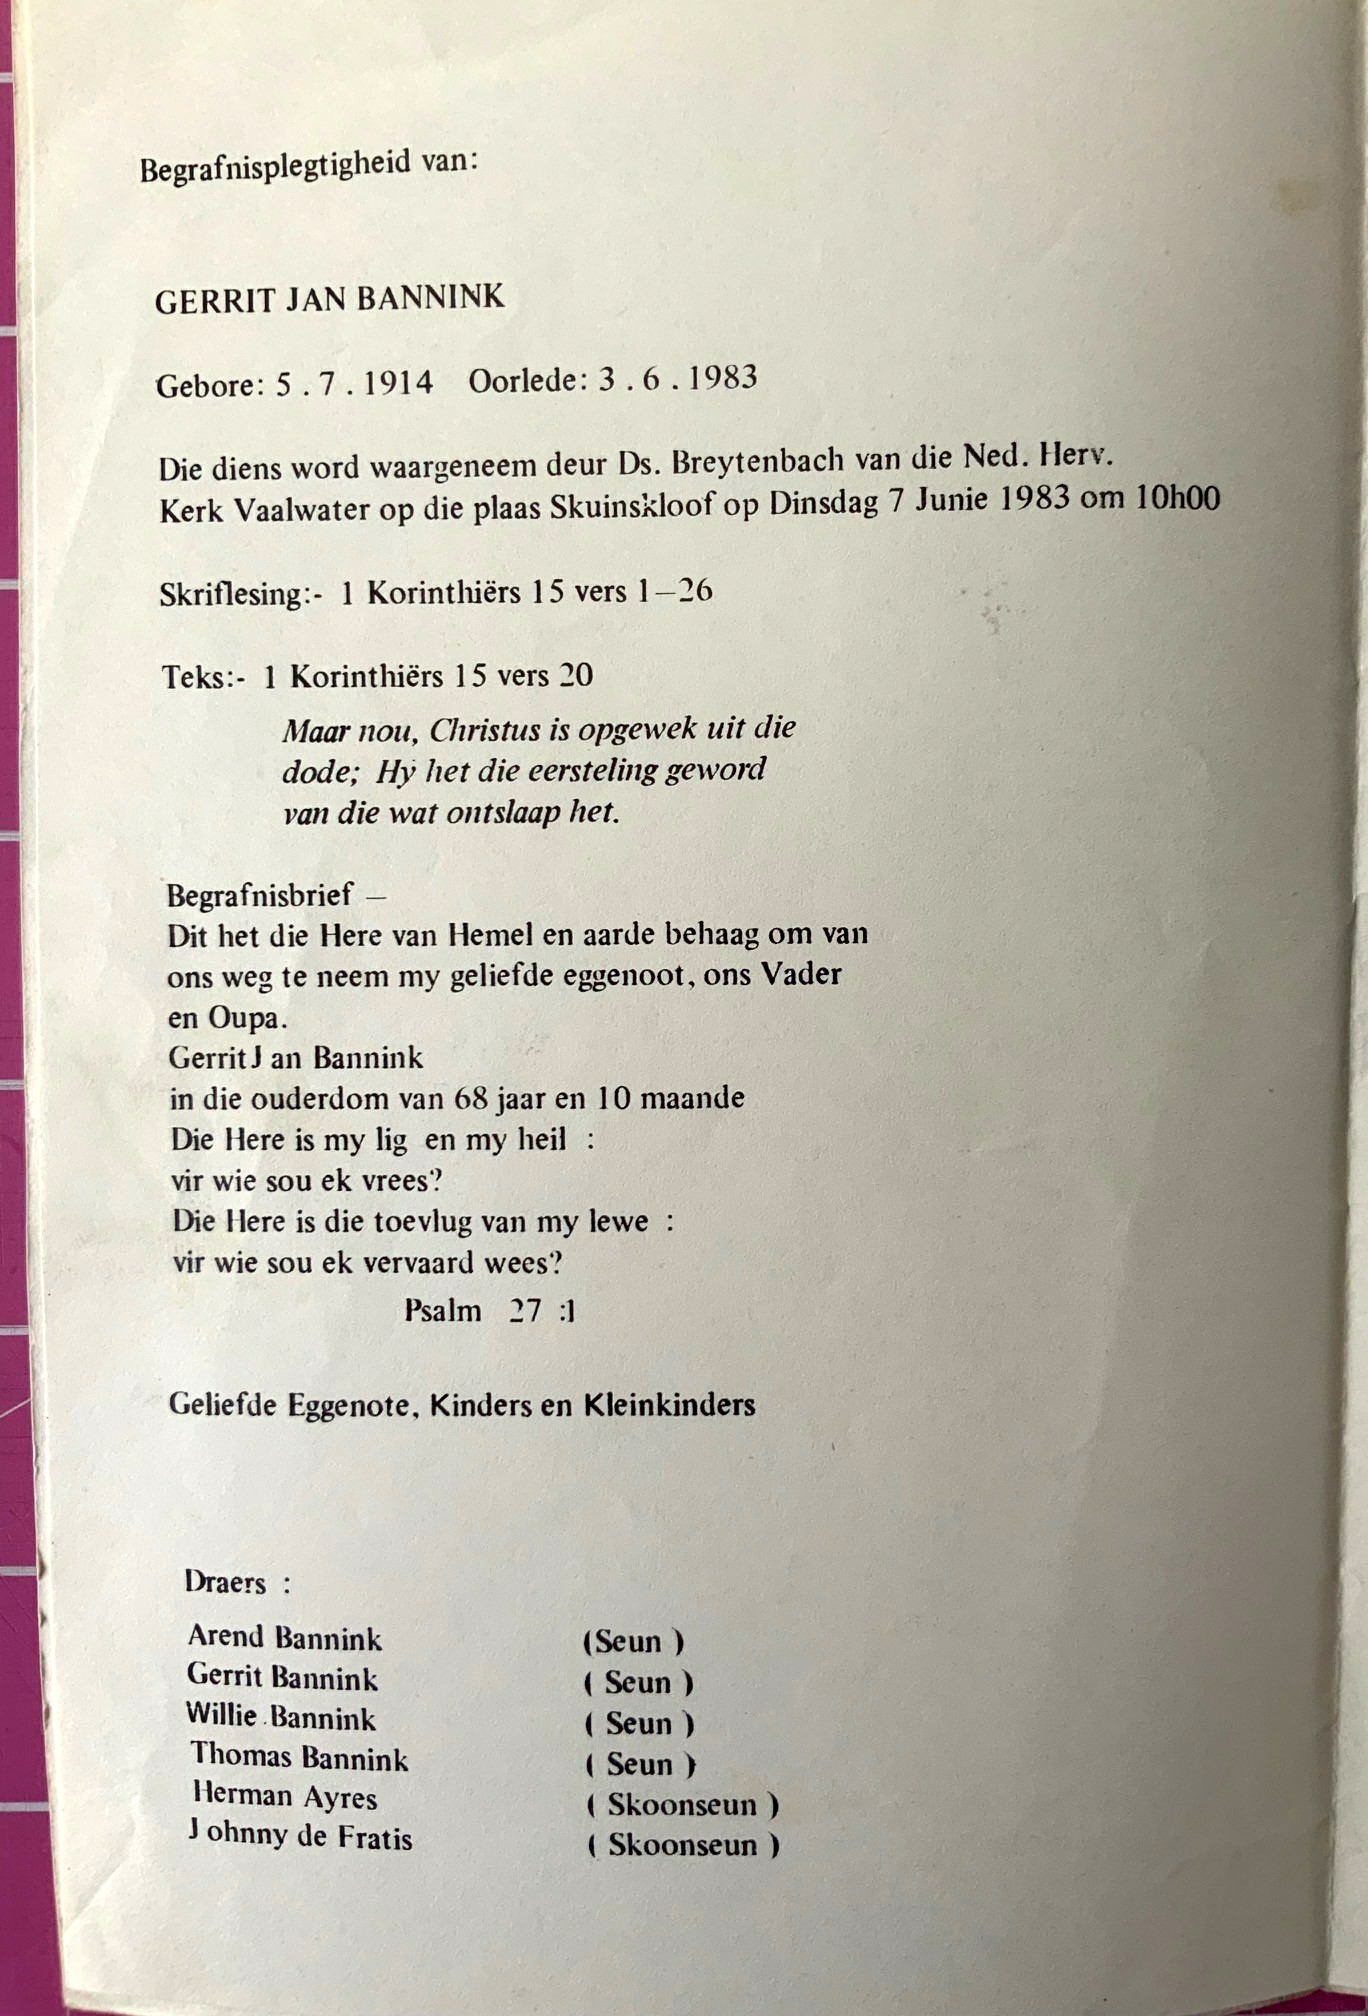 Begrafnisplegtigheid van:
GERRIT JAN BANNINK
Gebore: 5 . 7 . 1914 Oorlede: 3 . 6 . 1983
Die diens word waargeneem deur Ds. Breytenbach van die Ned. Herv.
Kerk Vaalwater op die plaas Skuinskloof op Dinsdag 7 Junie 1983 om 10h00
Skriflesing:- 1 Korinthiërs 15 vers 1–26
Teks:- 1 Korinthiërs 15 vers 20
Maar nou, Christus is opgewek uit die
dode; Hy het die eersteling geword
van die wat ontslaap het.
Begrafnisbrief –
Dit het die Here van Hemel en aarde behaag om van
ons weg te neem my geliefde eggenoot, ons Vader
en Oupa.
Gerrit J an Bannink
in die ouderdom van 68 jaar en 10 maande
Die Here is my lig en my heil :
vir wie sou ek vrees?
Die Here is die toevlug van my lewe :
vir wie sou ek vervaard wees?
Psalm 27 :1
Geliefde Eggenote, Kinders en Kleinkinders
Draers :
Arend Bannink (Seun )
Gerrit Bannink ( Seun )
Willie Bannink ( Seun )
Thomas Bannink ( Seun )
Herman Ayres ( Skoonseun )
J ohnny de Fratis ( Skoonseun )